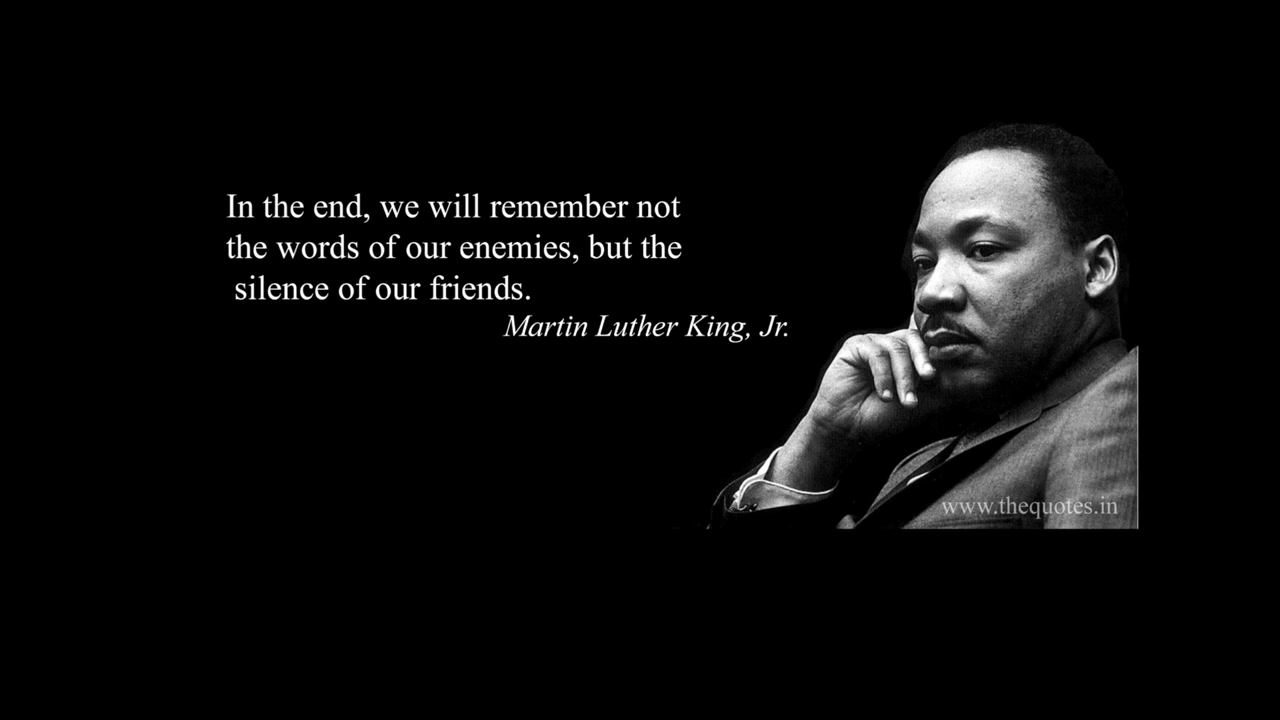 In the end, we will remember not
the words of our enemies, but the
silence of our friends.
Martin Luther King, Jr.
www.thequotes.in